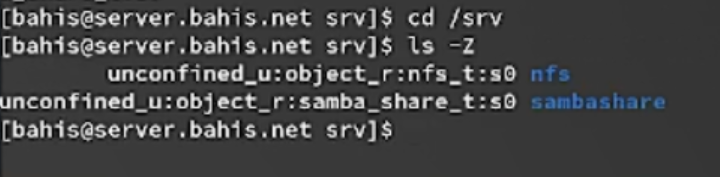 [bahis@server.bahis.net srv]$ cd /srv
[bahis@server.bahis.net srv]$ ls -Z
unconfined_u:object_r:nfs_t:s0 nfs
unconfined_u:object_r:samba_share_t:s0 sambashare
[bahis@server.bahis.net srv]$